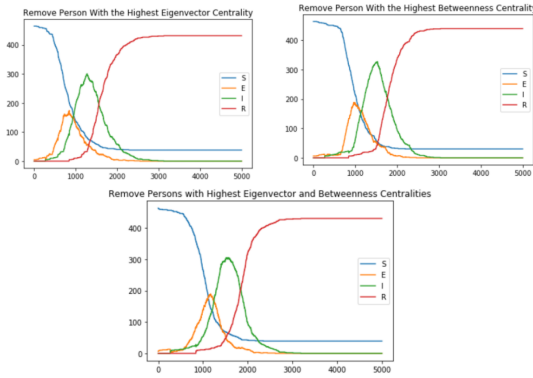 Remove Person With the Highest Eigenvector Centrality
400
300
200
100
0
S
E
I
R
0 1000 2000 3000 4000 5000
Remove Person With the Highest Betweenness Centrality
400
300
200
100
0
S
E
I
R
0 1000 2000 3000 4000 5000
Remove Persons with Highest Eigenvector and Betweenness Centralities
400
300
200
100
0
S
E
I
R
0 1000 2000 3000 4000 5000